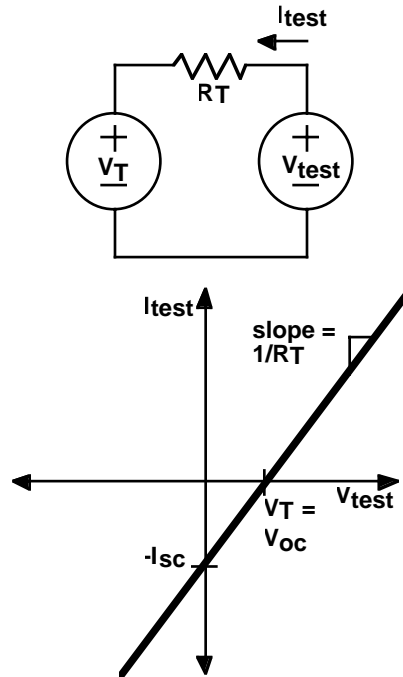 Itest
RT
+
VT
–
+
Vtest
–
Itest
slope =
1/RT
Vtest
VT =
Voc
-Isc